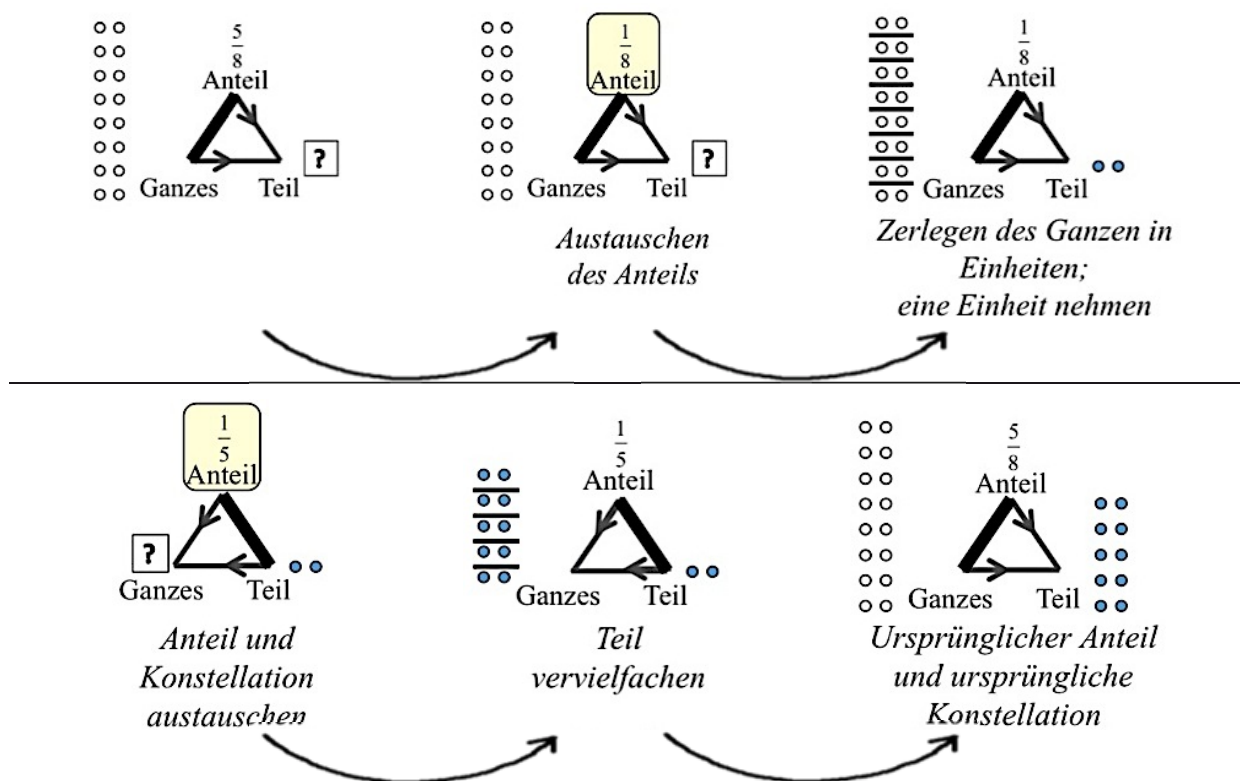 5/8
Anteil
?
Ganzes Teil
1/8
Anteil
?
Ganzes Teil
Austauschen
des Anteils
1/8
Anteil
Ganzes Teil
Zerlegen des Ganzen in
Einheiten;
eine Einheit nehmen
1/5
Anteil
?
Ganzes Teil
Anteil und
Konstellation
austauschen
1/5
Anteil
Ganzes Teil
Teil
vervielfachen
5/8
Anteil
Ganzes Teil
Ursprünglicher Anteil
und ursprüngliche
Konstellation